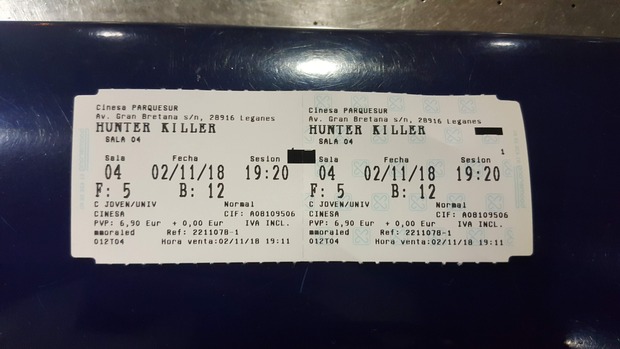 Cinesa PARQUESUR
Av. Gran Bretana s/n, 28916 Leganes
HUNTER KILLER
SALA 04
Sala Fecha Sesion
04 02/11/18 19:20
F: 5 B: 12
C JOVEN/UNIV Normal
CINESA CIF: A08109506
PVP: 6,90 Eur + 0,00 Eur IVA INCL.
mmoraled Ref: 2211078-1
012T04 Hora venta:02/11/18 19:11
Cinesa PARQUESUR
Av. Gran Bretana s/n, 28916 Leganes
HUNTER KILLER
SALA 04 1
Sala Fecha Sesion
04 02/11/18 19:20
F: 5 B: 12
C JOVEN/UNIV Normal
CINESA CIF: A08109506
PVP: 6,90 Eur + 0,00 Eur IVA INCL.
mmoraled Ref: 2211078-1
012T04 Hora venta:02/11/18 19:11